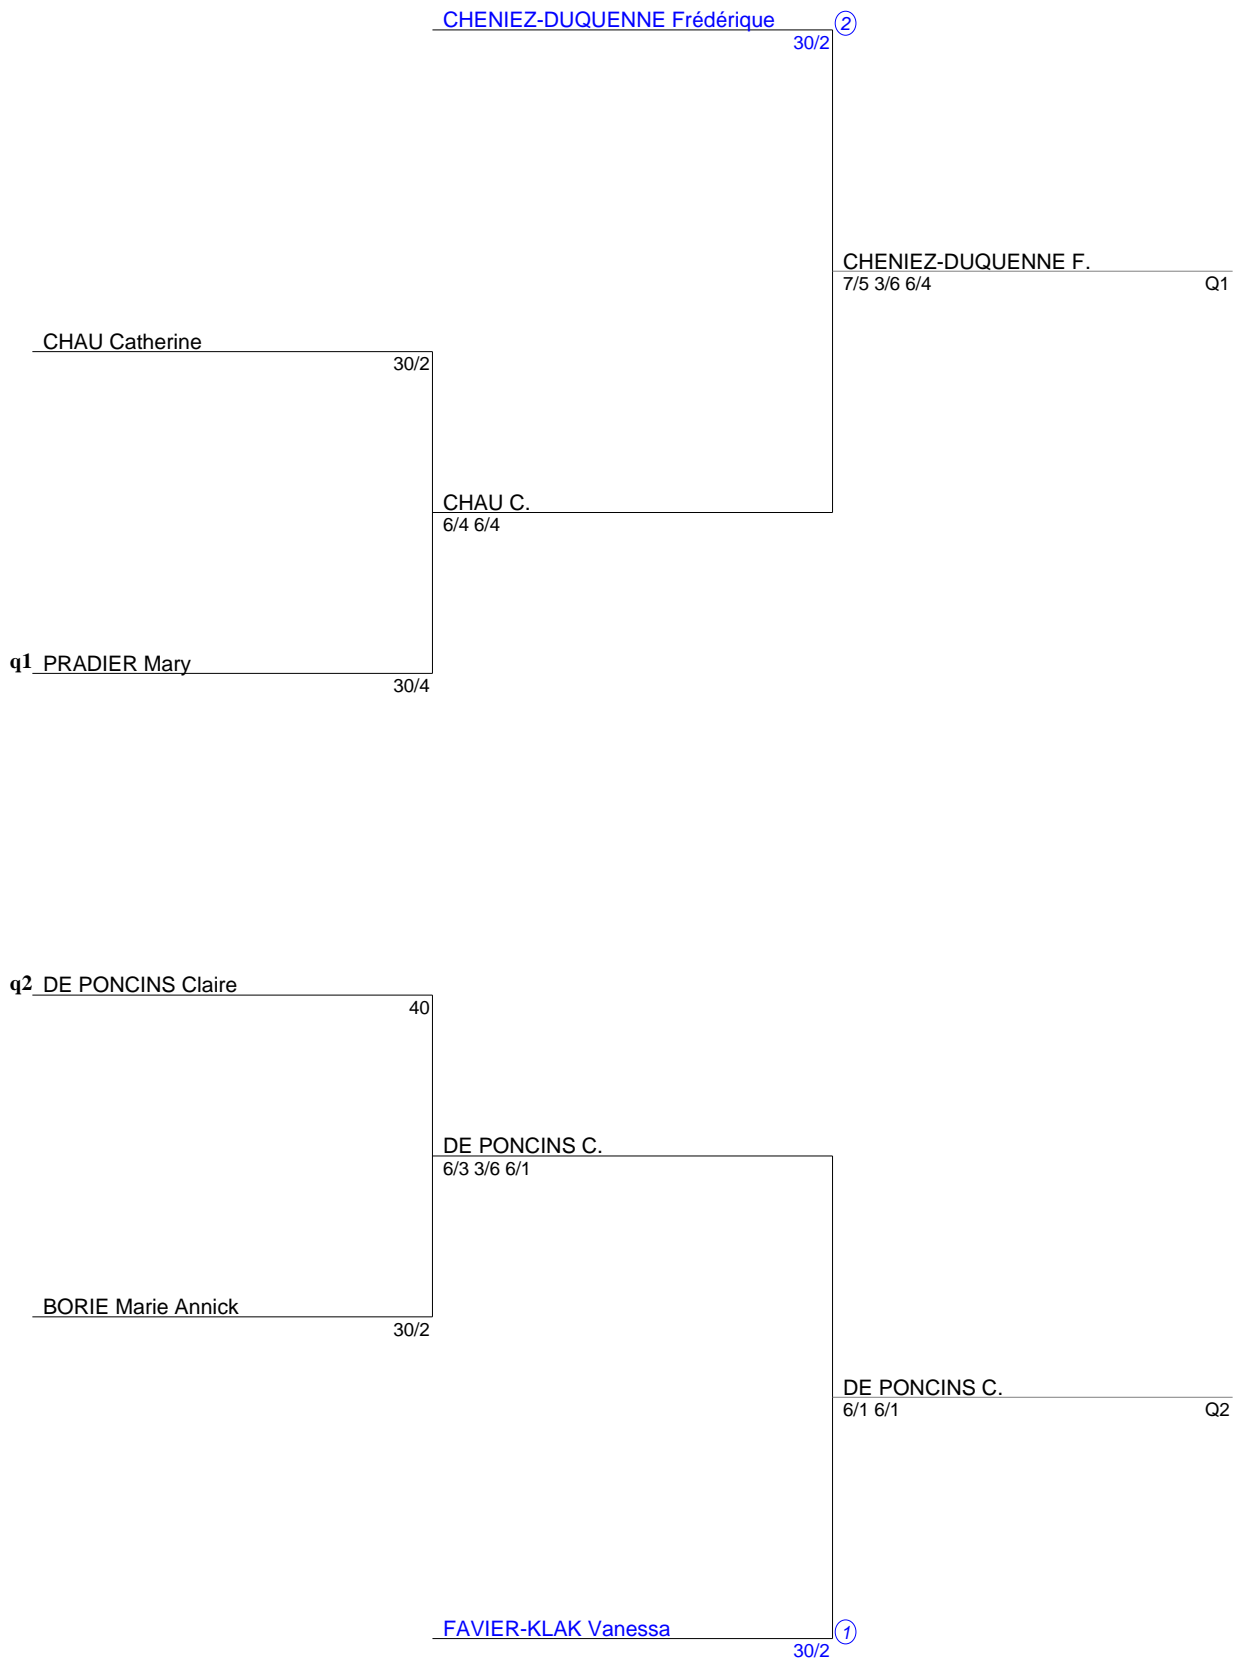 CHENIEZ-DUQUENNE Frédérique
2
30/2
CHENIEZ-DUQUENNE F.
7/5 3/6 6/4
Q1
CHAU Catherine
30/2
CHAU C.
6/4 6/4
q1 PRADIER Mary
30/4
q2 DE PONCINS Claire
40
DE PONCINS C.
6/3 3/6 6/1
BORIE Marie Annick
30/2
DE PONCINS C.
6/1 6/1
Q2
FAVIER-KLAK Vanessa
1
30/2